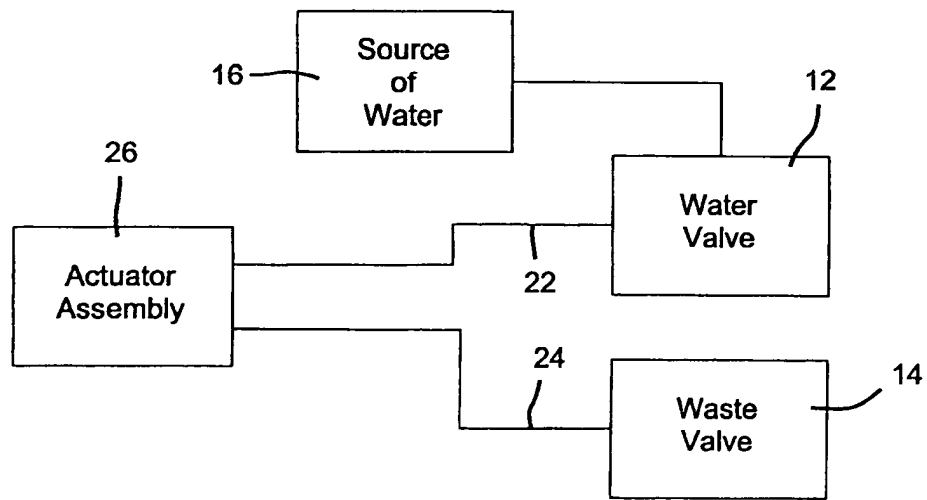 Source
of
Water
16
12
26
Water
Valve
Actuator
Assembly
22
24
14
Waste
Valve